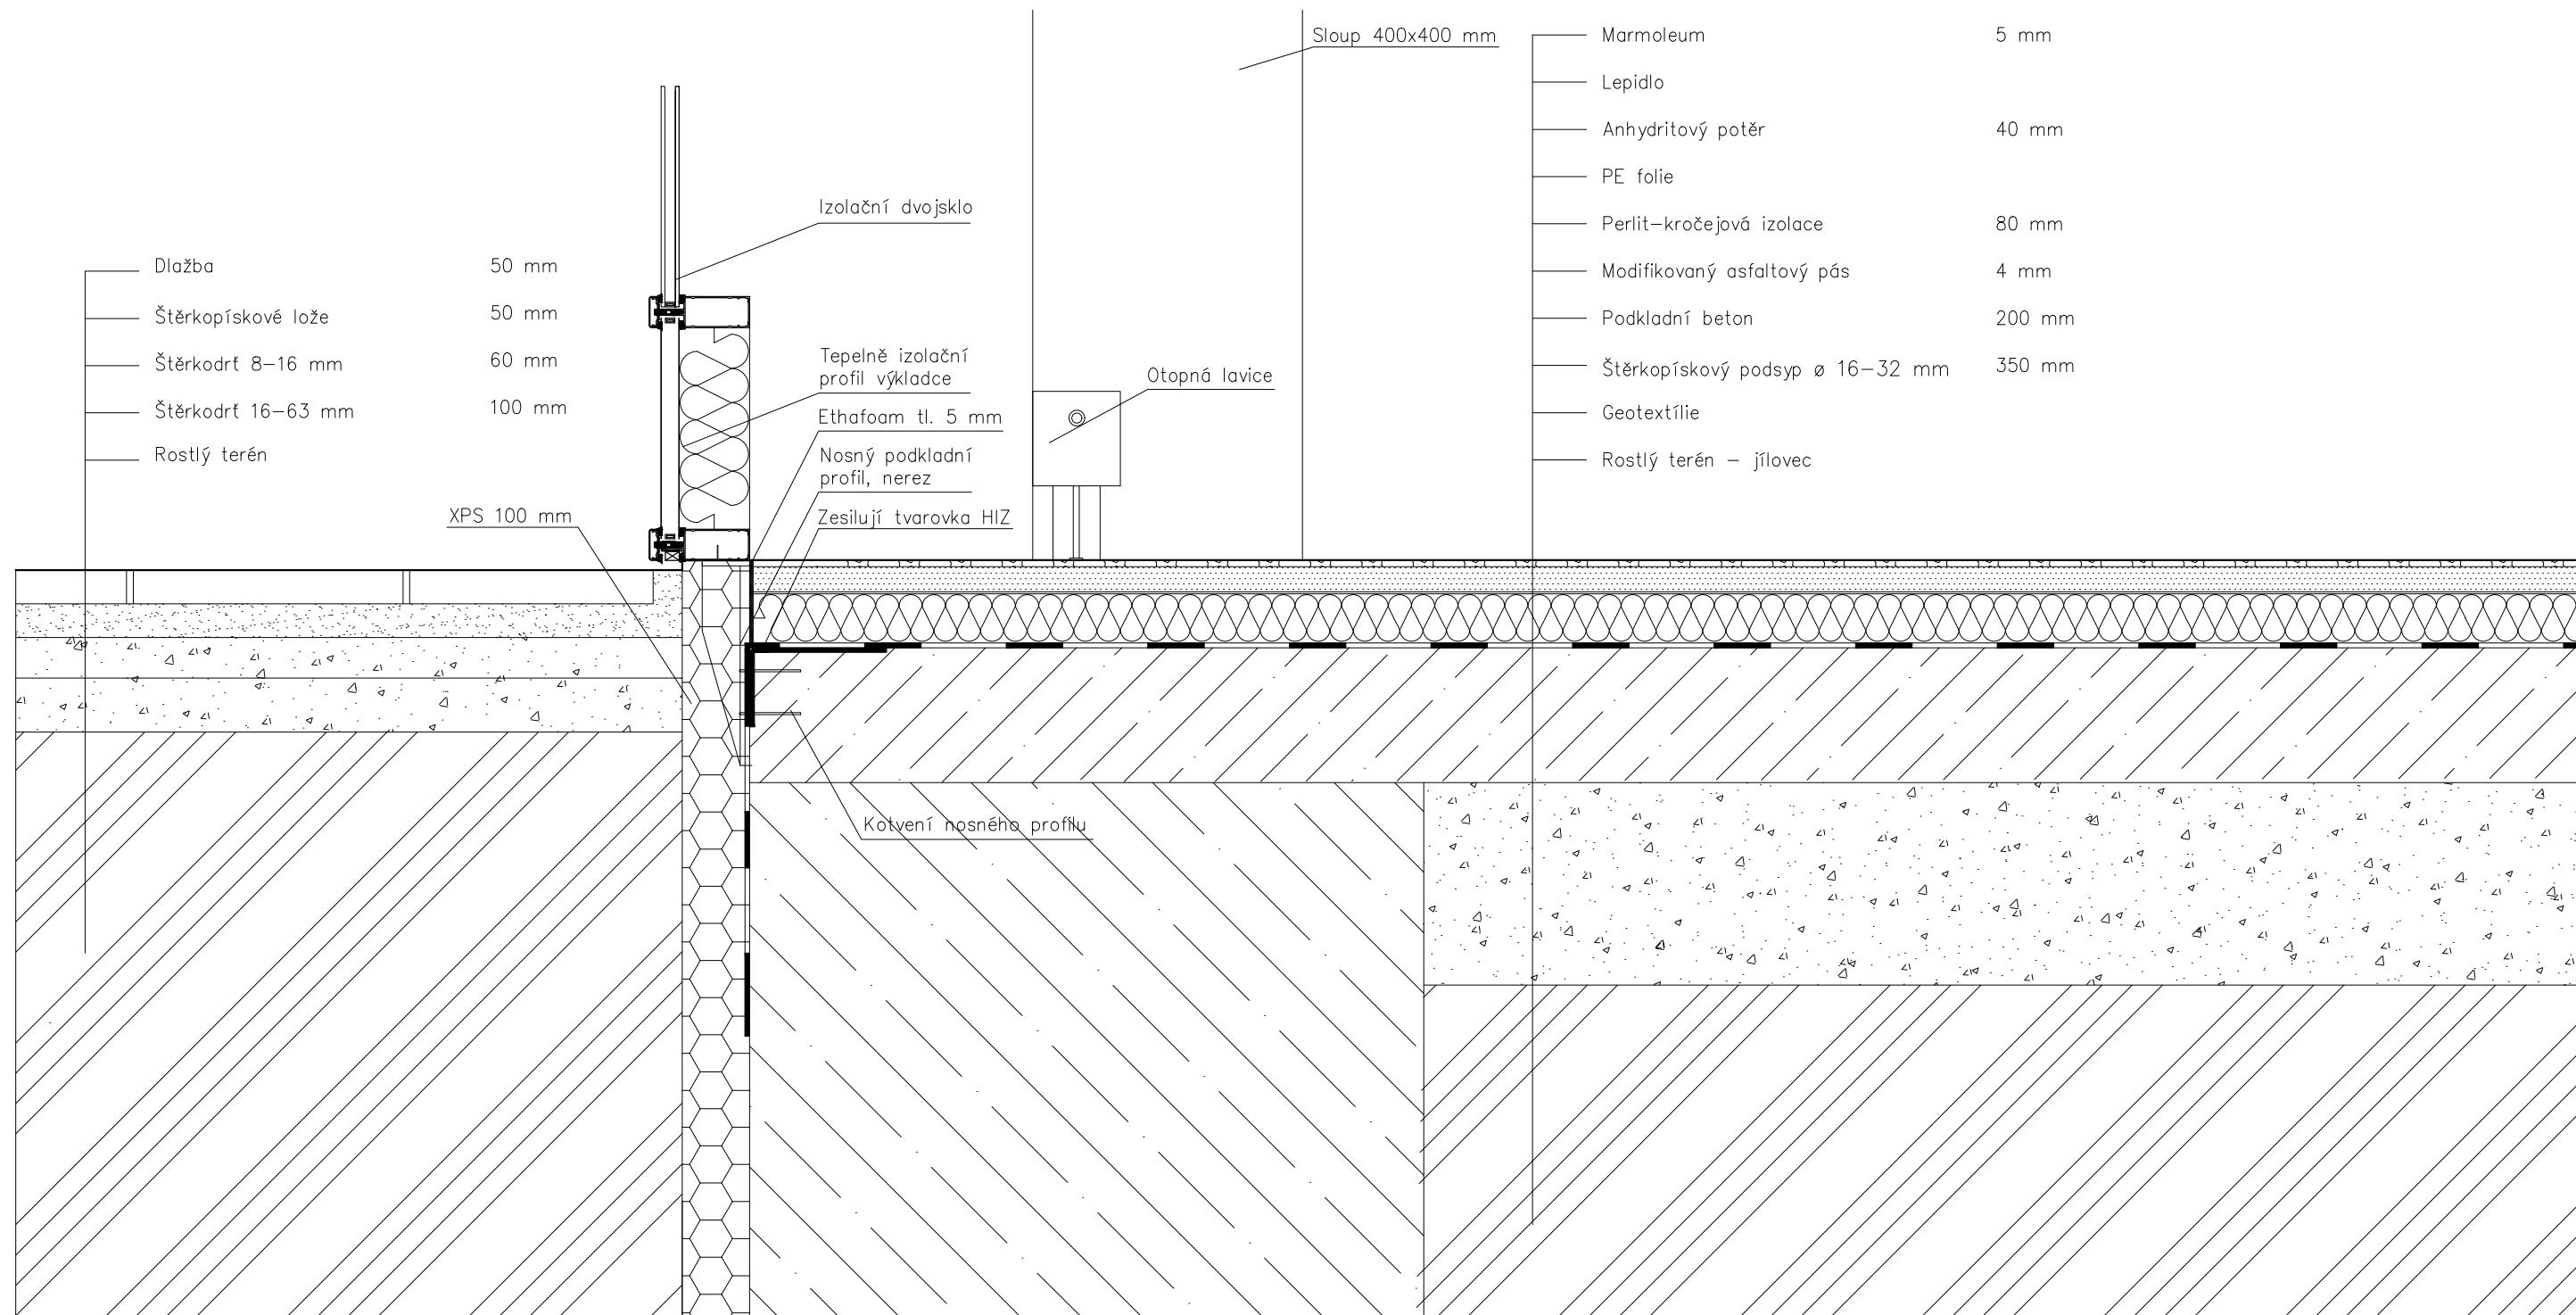 Sloup 400x400 mm
Marmoleum 5 mm
Lepidlo
Anhydritový potěr 40 mm
PE folie
Perlit-kročejová izolace 80 mm
Modifikovaný asfaltový pás 4 mm
Podkladní beton 200 mm
Štěrkopískový podsyp ø 16-32 mm 350 mm
Geotextílie
Rostlý terén - jílovec
Izolační dvojsklo
Dlažba 50 mm
Štěrkopískové lože 50 mm
Štěrkodrť 8-16 mm 60 mm
Štěrkodrť 16-63 mm 100 mm
Rostlý terén
Tepelně izolační
profil výkladce
Otopná lavice
Ethafoam tl. 5 mm
Nosný podkladní
profil, nerez
Zesilují tvarovka HIZ
XPS 100 mm
Kotvení nosného profilu